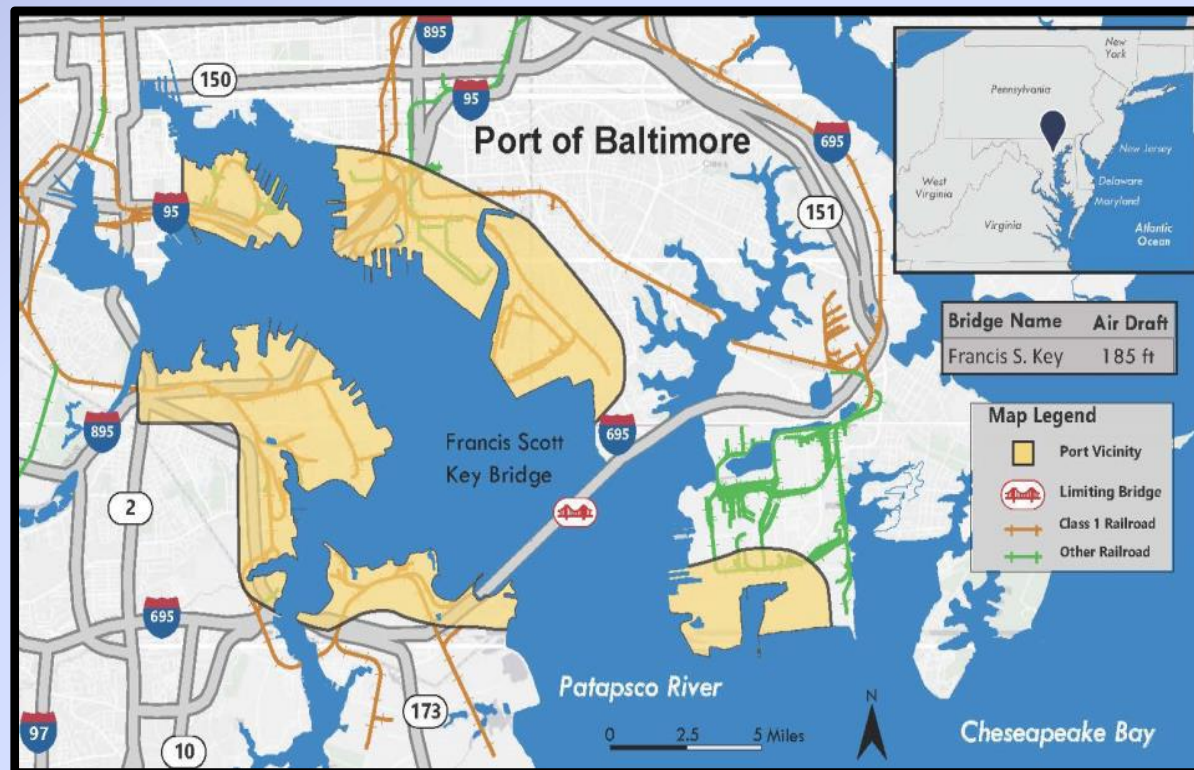 895
150
95
Port of Baltimore
695
151
95
New
York
Pennsylvania
New Jersey
West
Virginia
Delaware
Maryland
Virginia
Atlantic
Ocean
Bridge Name Air Draft
Francis S. Key 185 ft
Map Legend
Port Vicinity
Limiting Bridge
Class 1 Railroad
Other Railroad
895
2
Francis Scott
Key Bridge
695
695
173
97
10
Patapsco River
0 2.5 5 Miles
N
Cheseapeake Bay